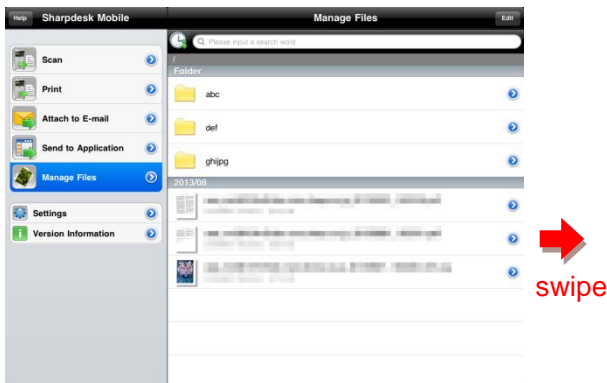 Help Sharpdesk Mobile Manage Files Edit
Please input a search word
Scan
Print
Attach to E-mail
Send to Application
Manage Files
Settings
Version Information
/
Folder
abc
def
ghijpg
2013/08
swipe